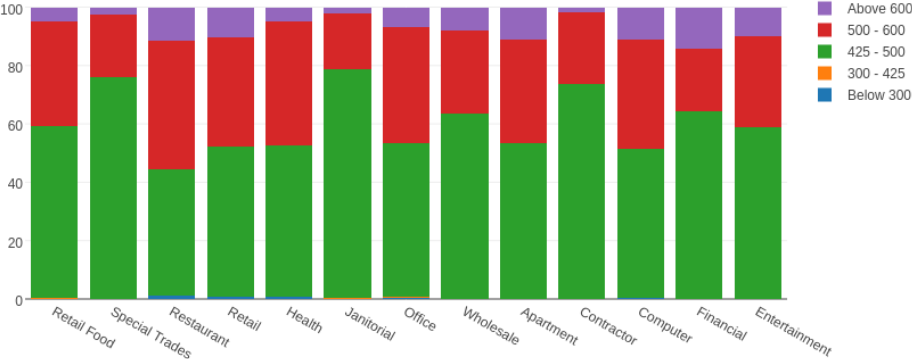 100
80
60
40
20
0
Retail Food
Special Trades
Restaurant
Retail
Health
Janitorial
Office
Wholesale
Apartment
Contractor
Computer
Financial
Entertainment
Above 600
500 - 600
425 - 500
300 - 425
Below 300